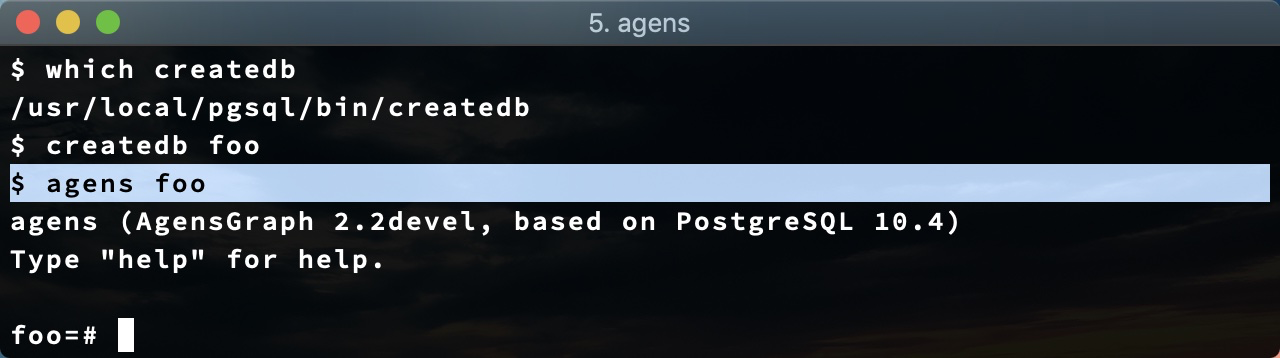 5. agens
$ which createdb
/usr/local/pgsql/bin/createdb
$ createdb foo
$ agens foo
agens (AgensGraph 2.2devel, based on PostgreSQL 10.4)
Type "help" for help.
foo=#